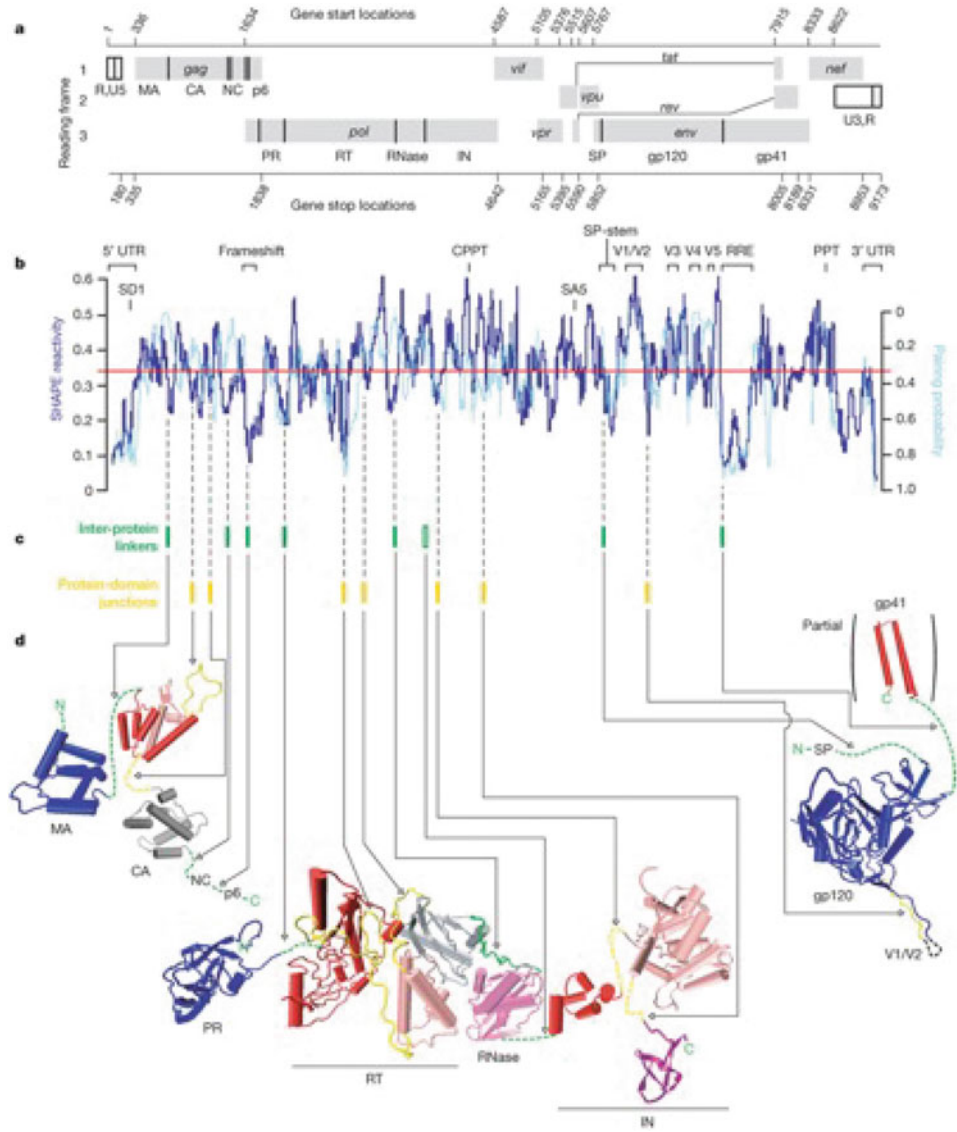 a
1 336 1634 4587 5105 5376 5515 5607 5767 7915 8333 8622
Gene start locations
Reading frame
1 gag vif tat nef
R,U5 MA CA NC p6
2 vpu rev U3,R
3 pol vpr env
PR RT RNase IN SP gp120 gp41
180 335 1838 4642 5165 5395 5590 5852 8005 8189 8331 8953 9173
Gene stop locations
b
5' UTR Frameshift CPPT SP-stem V1/V2 V3 V4 V5 RRE PPT 3' UTR
SD1 SA5
SHAPE reactivity
0.6
0.5
0.4
0.3
0.2
0.1
0
Pairing probability
0
0.2
0.4
0.6
0.8
1.0
c
Inter-protein
linkers
Protein-domain
junctions
d
gp41
Partial
C
N
N SP
MA
CA
NC
p6
C
gp120
V1/V2
PR
RT
RNase
C
IN